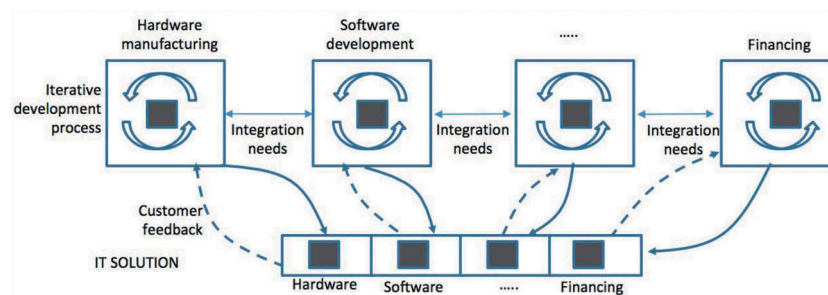 Hardware
manufacturing
Software
development
.....
Financing
Iterative
development
process
Integration
needs
Integration
needs
Integration
needs
Customer
feedback
IT SOLUTION
Hardware
Software
.....
Financing